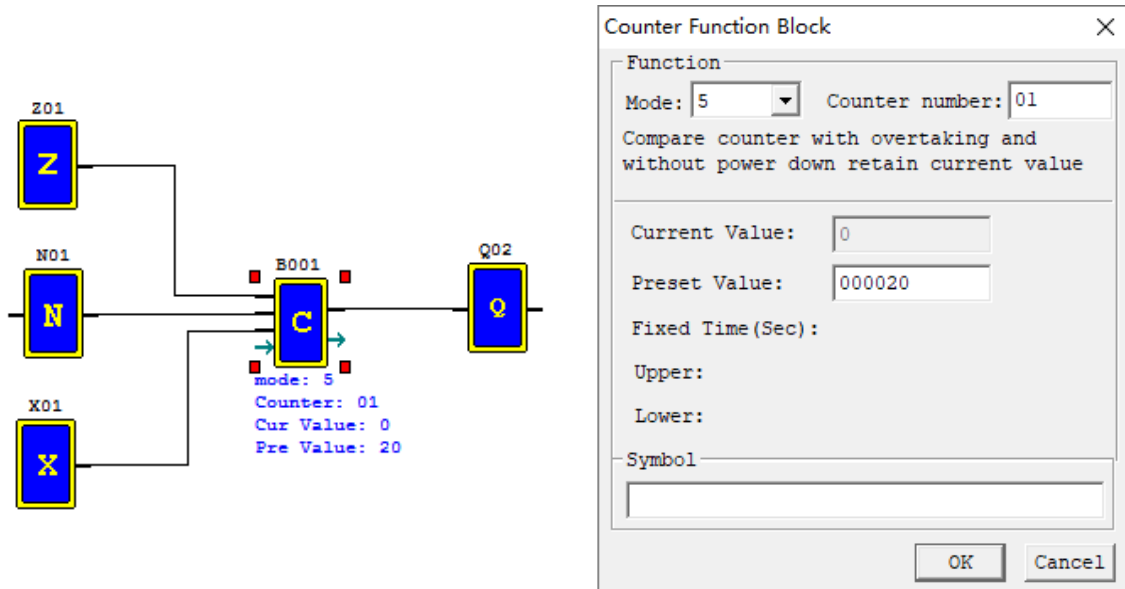 Z01
Z
N01
N
X01
X
B001
C
mode: 5
Counter: 01
Cur Value: 0
Pre Value: 20
Q02
Q
Counter Function Block
Function
Mode: 5 Counter number: 01
Compare counter with overtaking and
without power down retain current value
Current Value: 0
Preset Value: 000020
Fixed Time(Sec):
Upper:
Lower:
Symbol
OK Cancel